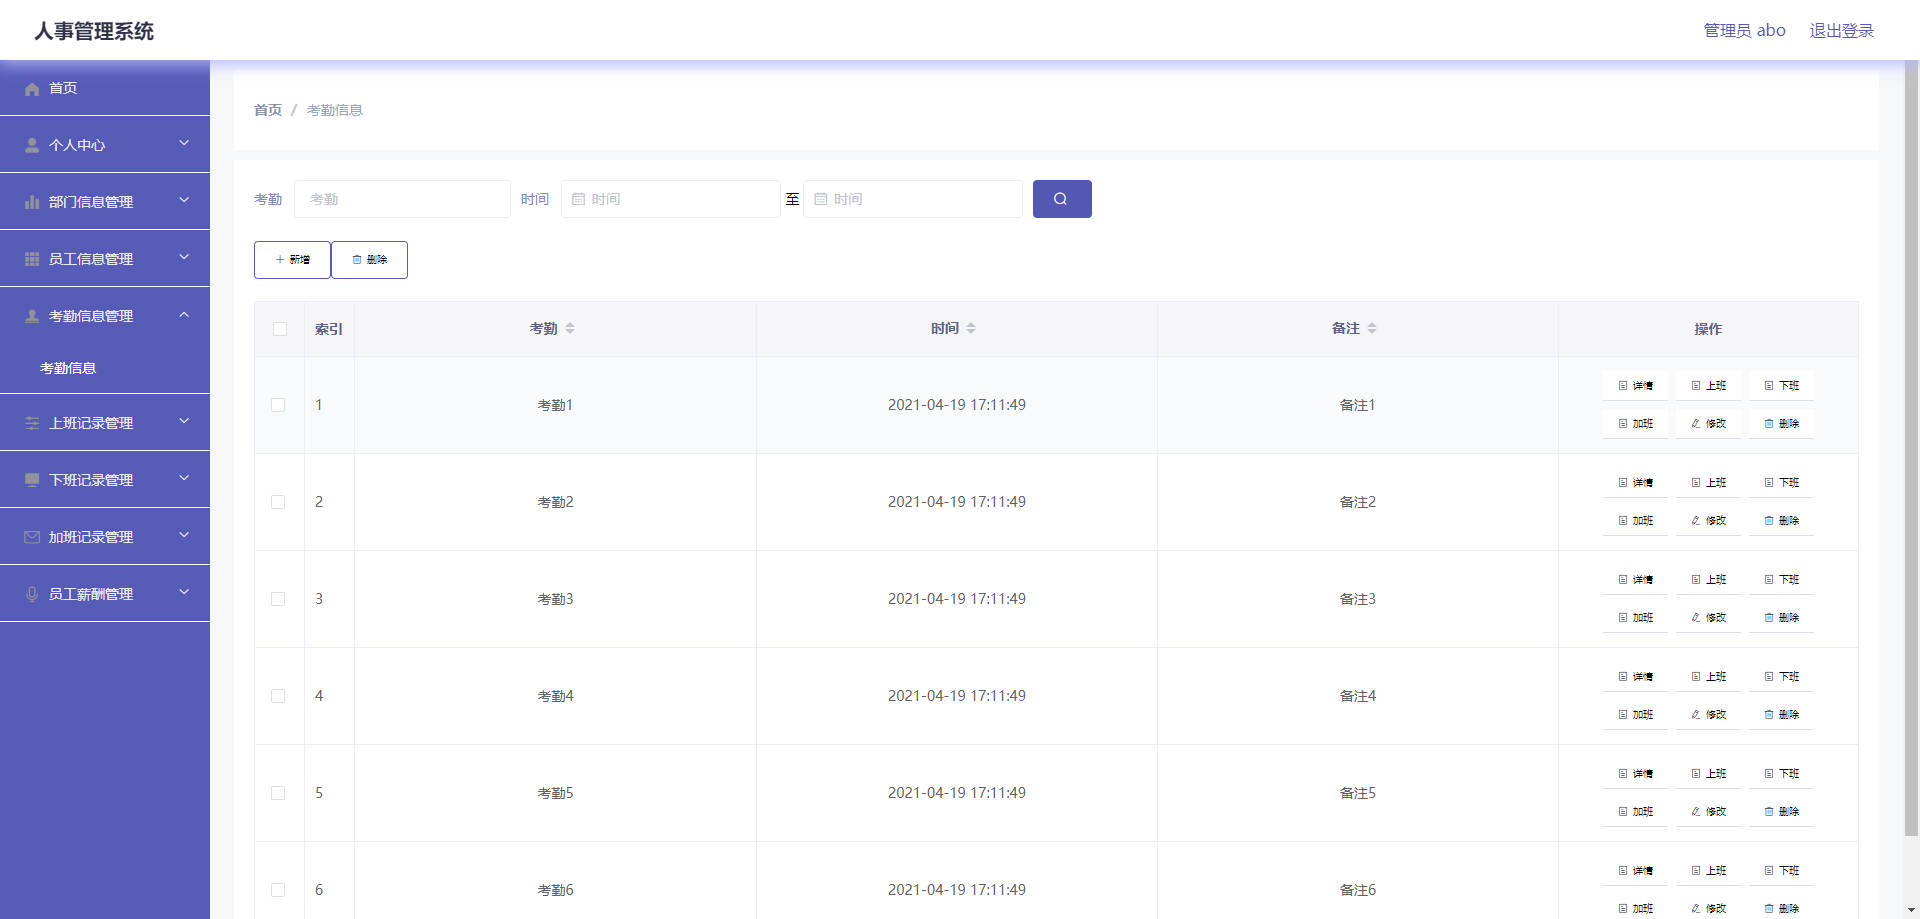 人事管理系统
管理员 abo 退出登录
首页
个人中心
部门信息管理
员工信息管理
考勤信息管理
考勤信息
上班记录管理
下班记录管理
加班记录管理
员工薪酬管理
首页 / 考勤信息
考勤 考勤 时间 时间 至 时间
新增 删除
索引 考勤 时间 备注 操作
1 考勤1 2021-04-19 17:11:49 备注1
详情 上班 下班
加班 修改 删除
2 考勤2 2021-04-19 17:11:49 备注2
详情 上班 下班
加班 修改 删除
3 考勤3 2021-04-19 17:11:49 备注3
详情 上班 下班
加班 修改 删除
4 考勤4 2021-04-19 17:11:49 备注4
详情 上班 下班
加班 修改 删除
5 考勤5 2021-04-19 17:11:49 备注5
详情 上班 下班
加班 修改 删除
6 考勤6 2021-04-19 17:11:49 备注6
详情 上班 下班
加班 修改 删除